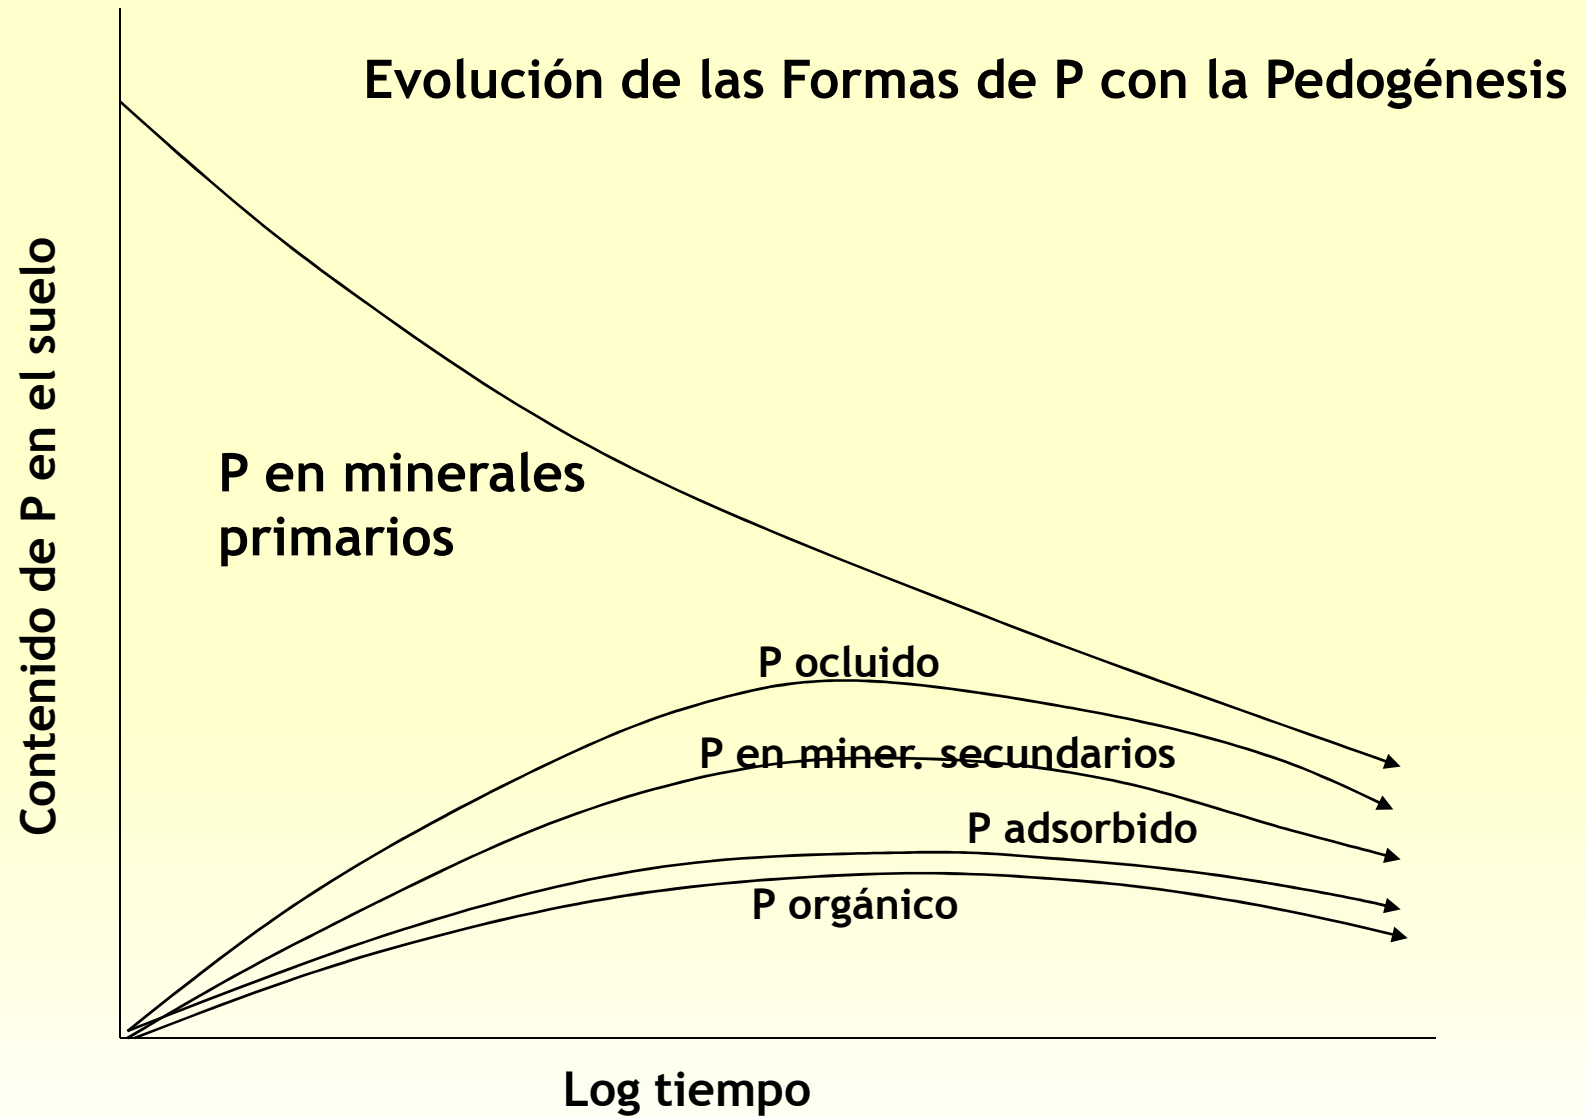 Evolución de las Formas de P con la Pedogénesis
Contenido de P en el suelo
P en minerales
primarios
P ocluido
P en miner. secundarios
P adsorbido
P orgánico
Log tiempo